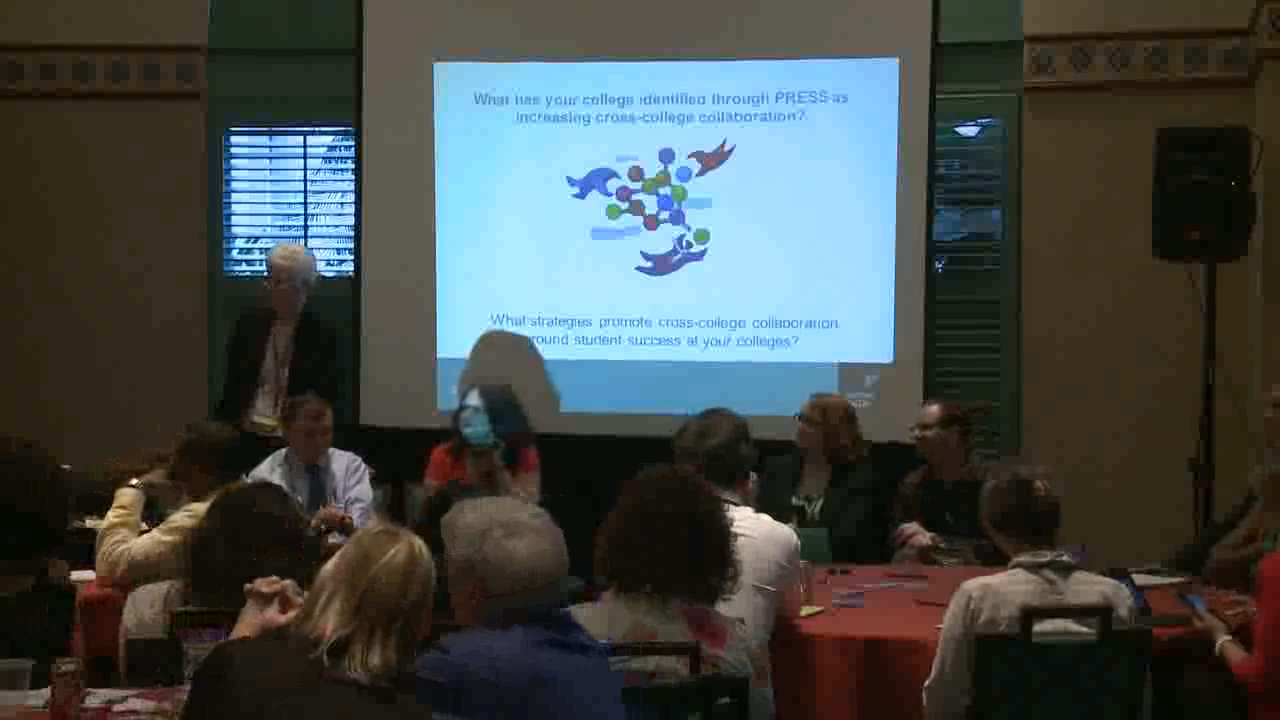 What has your college identified through PRESS as
increasing cross-college collaboration?
What strategies promote cross-college collaboration
around student success at your colleges?